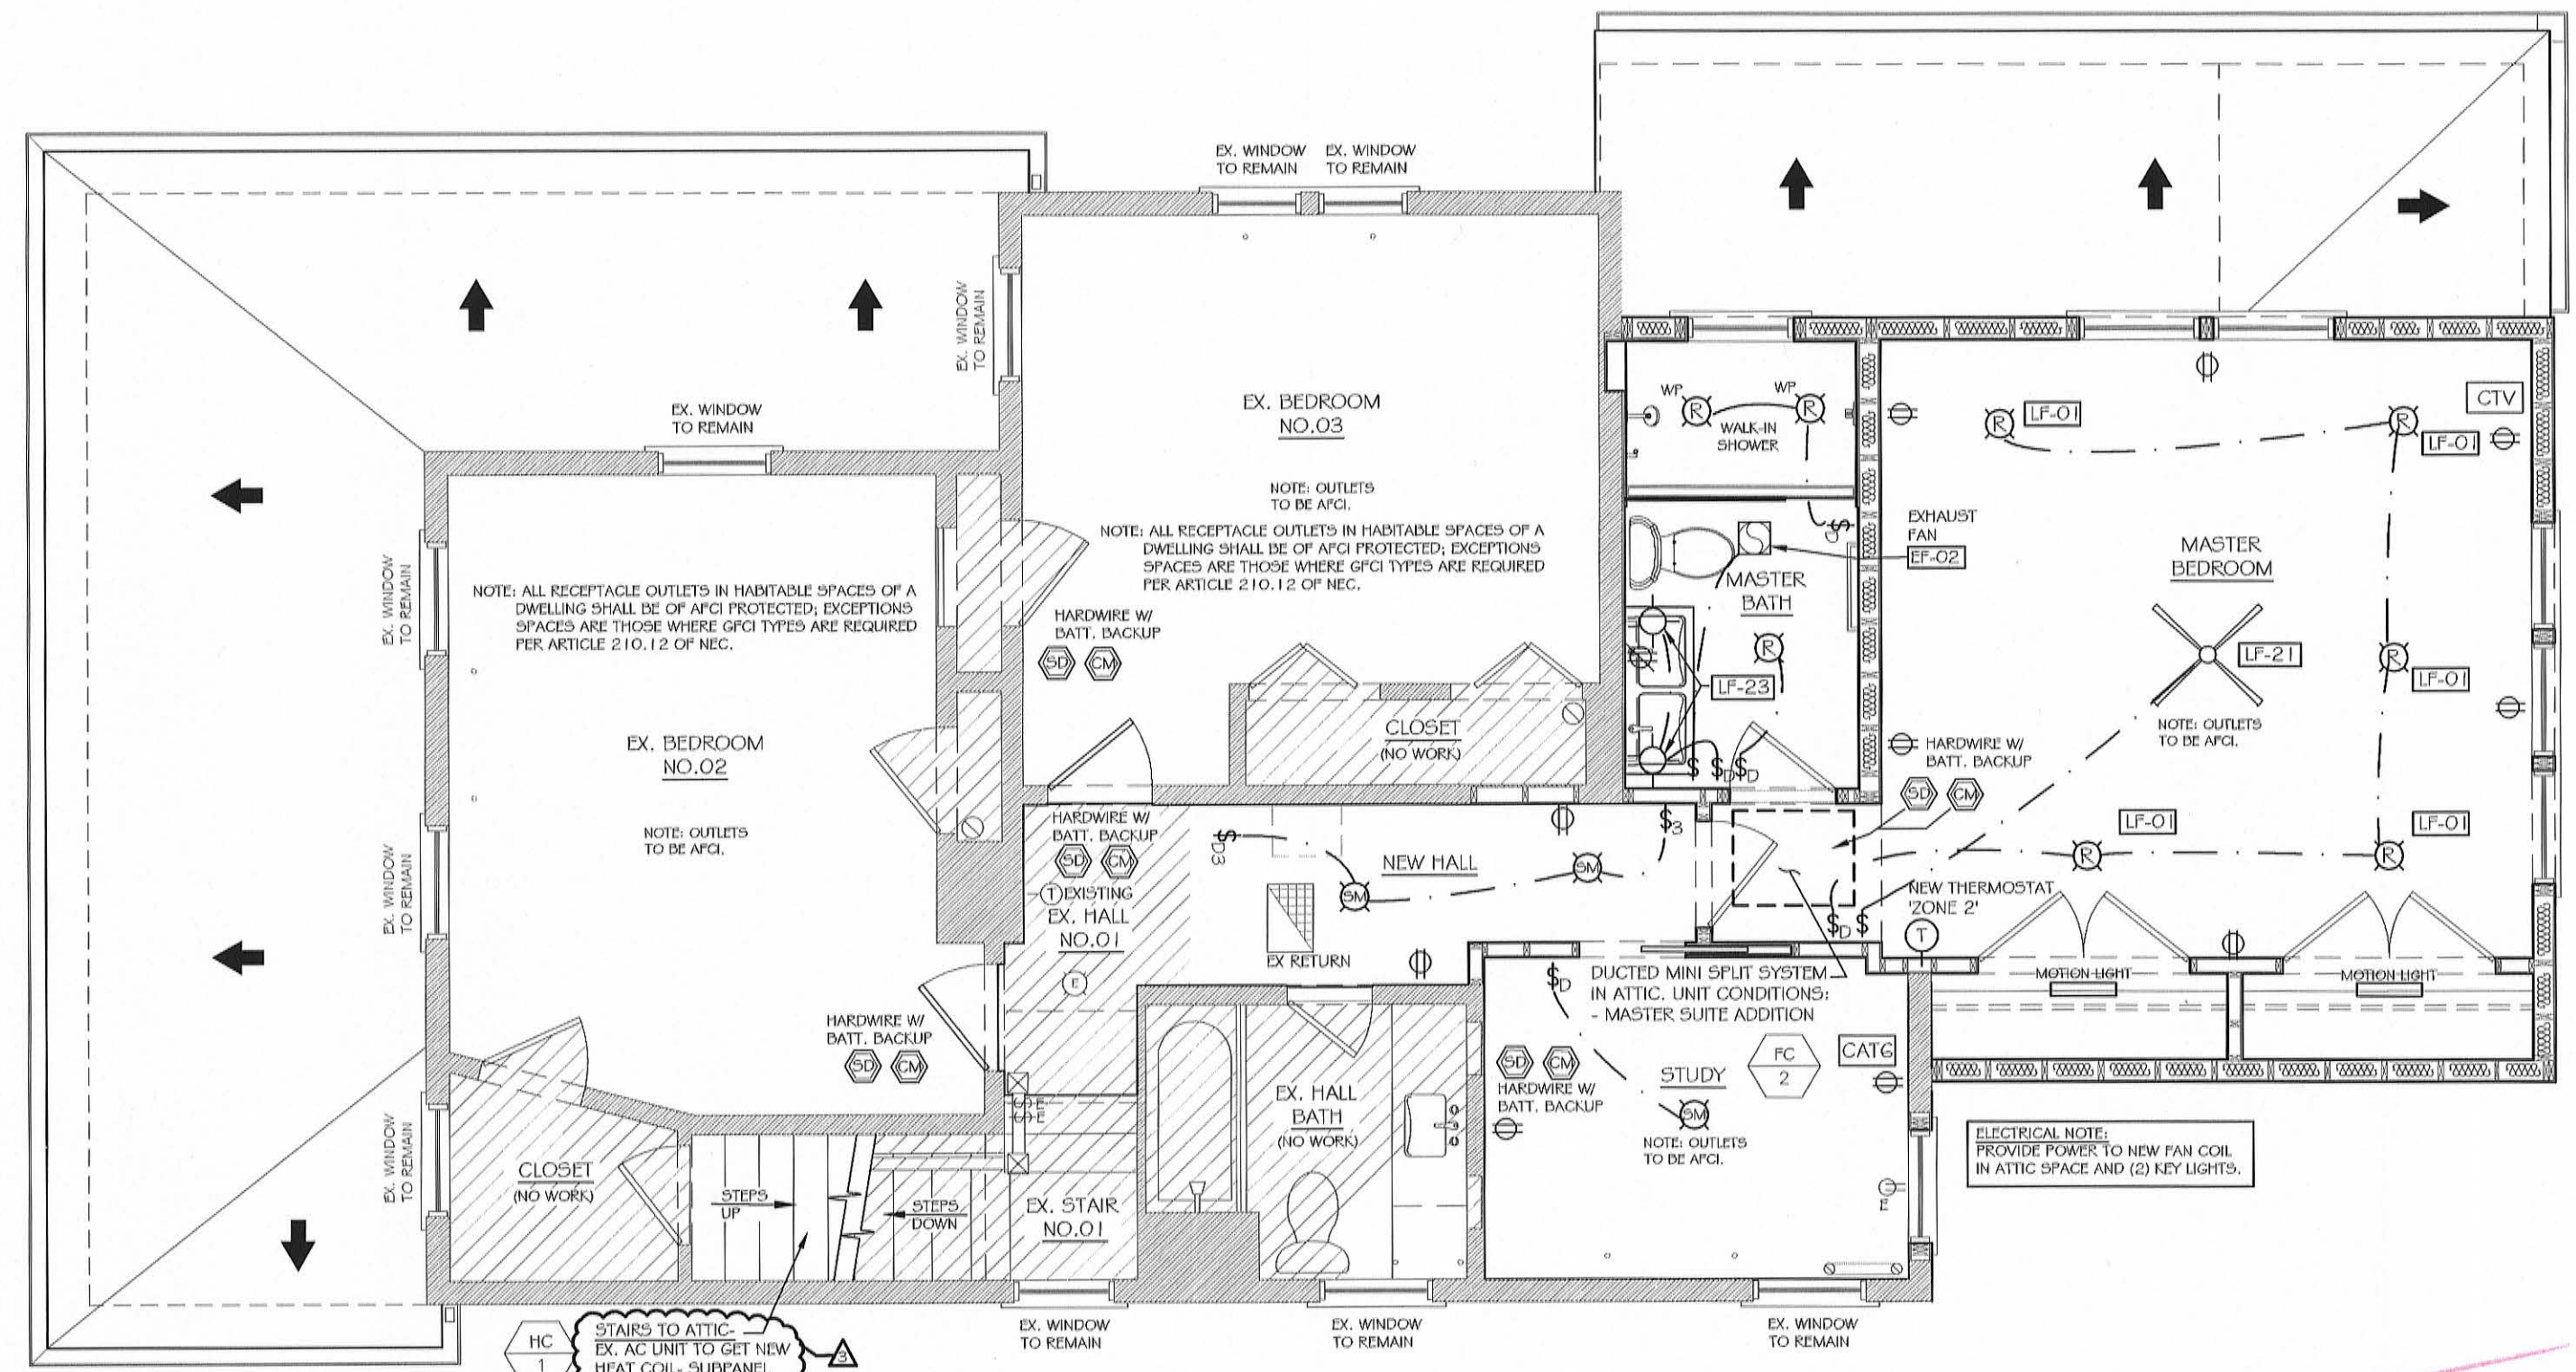 EX. WINDOW
TO REMAIN
EX. WINDOW
TO REMAIN
EX. WINDOW
TO REMAIN
EX. WINDOW
TO REMAIN
EX. BEDROOM
NO.03
NOTE: OUTLETS
TO BE AFCI.
NOTE: ALL RECEPTACLE OUTLETS IN HABITABLE SPACES OF A
DWELLING SHALL BE OF AFCI PROTECTED; EXCEPTIONS
SPACES ARE THOSE WHERE GFCI TYPES ARE REQUIRED
PER ARTICLE 210.12 OF NEC.
HARDWIRE W/
BATT. BACKUP
SD
CM
CLOSET
(NO WORK)
EX. WINDOW
TO REMAIN
NOTE: ALL RECEPTACLE OUTLETS IN HABITABLE SPACES OF A
DWELLING SHALL BE OF AFCI PROTECTED; EXCEPTIONS
SPACES ARE THOSE WHERE GFCI TYPES ARE REQUIRED
PER ARTICLE 210.12 OF NEC.
EX. BEDROOM
NO.02
NOTE: OUTLETS
TO BE AFCI.
EX. WINDOW
TO REMAIN
HARDWIRE W/
BATT. BACKUP
SD
CM
EX. WINDOW
TO REMAIN
CLOSET
(NO WORK)
STEPS
UP
STEPS
DOWN
EX. STAIR
NO.01
HC
1
STAIRS TO ATTIC-
EX. AC UNIT TO GET NEW
HEAT COIL- SUBPANEL
3
WP
R
WP
R
WALK-IN
SHOWER
$D
EXHAUST
FAN
EF-02
MASTER
BATH
R
LF-23
$
$D
$D
R
LF-01
R
LF-01
CTV
MASTER
BEDROOM
LF-21
R
LF-01
NOTE: OUTLETS
TO BE AFCI.
HARDWIRE W/
BATT. BACKUP
SD
CM
LF-01
R
LF-01
R
NEW THERMOSTAT
'ZONE 2'
T
$D
$
MOTION LIGHT
MOTION LIGHT
HARDWIRE W/
BATT. BACKUP
SD
CM
T
EXISTING
EX. HALL
NO.01
E
$E
$E
$D3
NEW HALL
SM
SM
$3
EX RETURN
EX. HALL
BATH
(NO WORK)
$D
DUCTED MINI SPLIT SYSTEM
IN ATTIC. UNIT CONDITIONS:
- MASTER SUITE ADDITION
SD
CM
HARDWIRE W/
BATT. BACKUP
STUDY
FC
2
CAT6
SM
NOTE: OUTLETS
TO BE AFCI.
E
ELECTRICAL NOTE:
PROVIDE POWER TO NEW FAN COIL
IN ATTIC SPACE AND (2) KEY LIGHTS.
EX. WINDOW
TO REMAIN
EX. WINDOW
TO REMAIN
EX. WINDOW
TO REMAIN